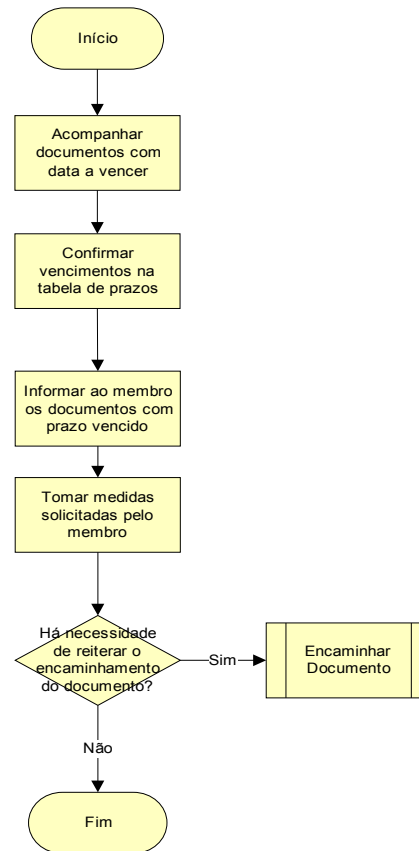 Início
Acompanhar
documentos com
data a vencer
Confirmar
vencimentos na
tabela de prazos
Informar ao membro
os documentos com
prazo vencido
Tomar medidas
solicitadas pelo
membro
Há necessidade
de reiterar o
encaminhamento
do documento?
Sim
Encaminhar
Documento
Não
Fim